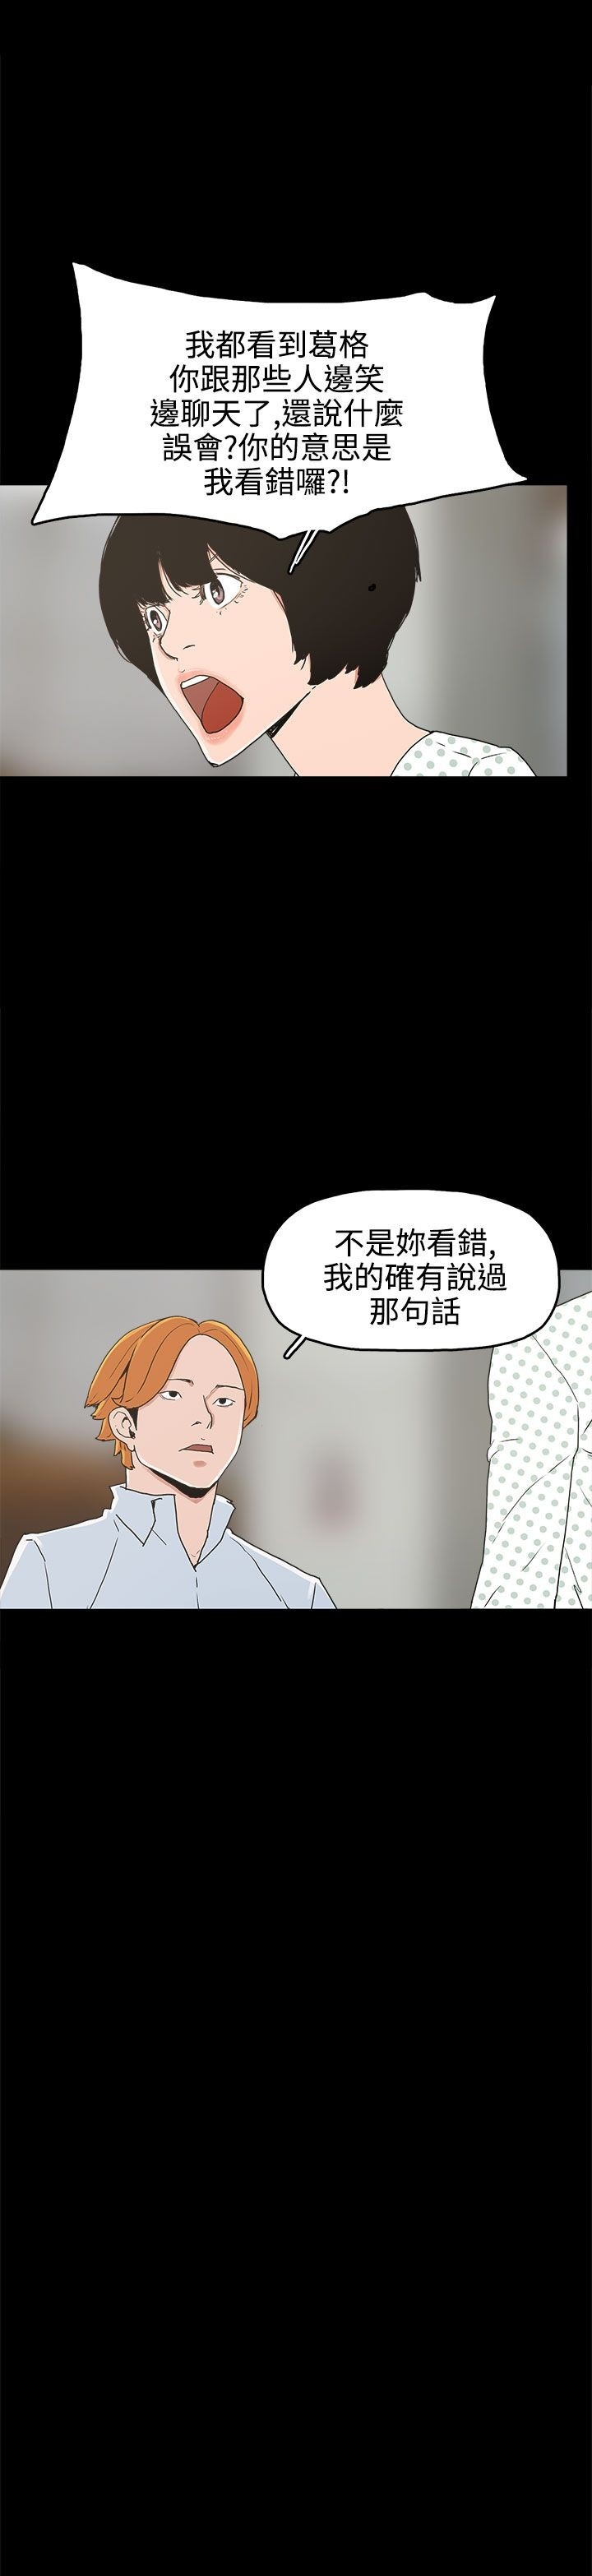 我都看到葛格
你跟那些人邊笑
邊聊天了,還說什麼
誤會?你的意思是
我看錯囉?!
不是妳看錯,
我的確有說過
那句話